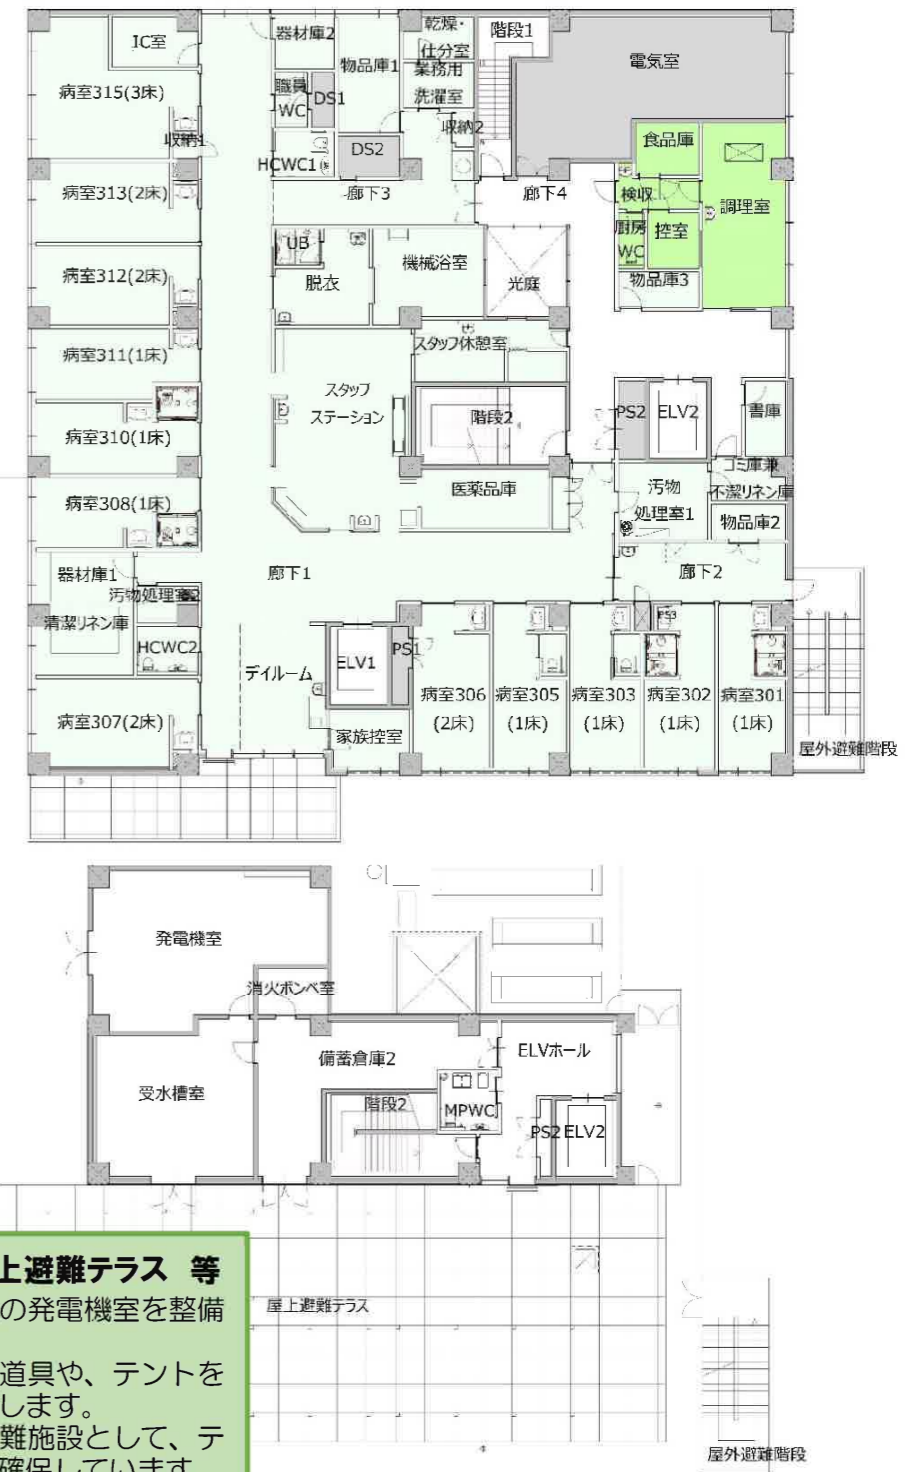 IC室
病室315(3床)
収納1
病室313(2床)
病室312(2床)
病室311(1床)
病室310(1床)
病室308(1床)
器材庫1
汚物処理室2
清潔リネン庫
HCWC2
病室307(2床)
器材庫2
物品庫1
職員
WC
DS1
HCWC1
DS2
乾燥・
仕分室
業務用
洗濯室
収納2
階段1
電気室
食品庫
検収
調理室
厨房
WC
控室
物品庫3
廊下3
廊下4
UB
脱衣
機械浴室
光庭
スタッフ休憩室
スタッフ
ステーション
階段2
PS2
ELV2
書庫
医薬品庫
汚物
処理室1
ゴミ庫兼
不潔リネン庫
物品庫2
廊下1
廊下2
デイルーム
ELV1
PS1
家族控室
病室306
(2床)
病室305
(1床)
病室303
(1床)
PS3
病室302
(1床)
病室301
(1床)
屋外避難階段
発電機室
消火ボンベ室
受水槽室
備蓄倉庫2
階段2
MPWC
ELVホール
PS2
ELV2
上避難テラス 等
の発電機室を整備
道具や、テントを
します。
難施設として、テ
確保しています
屋上避難テラス
屋外避難階段